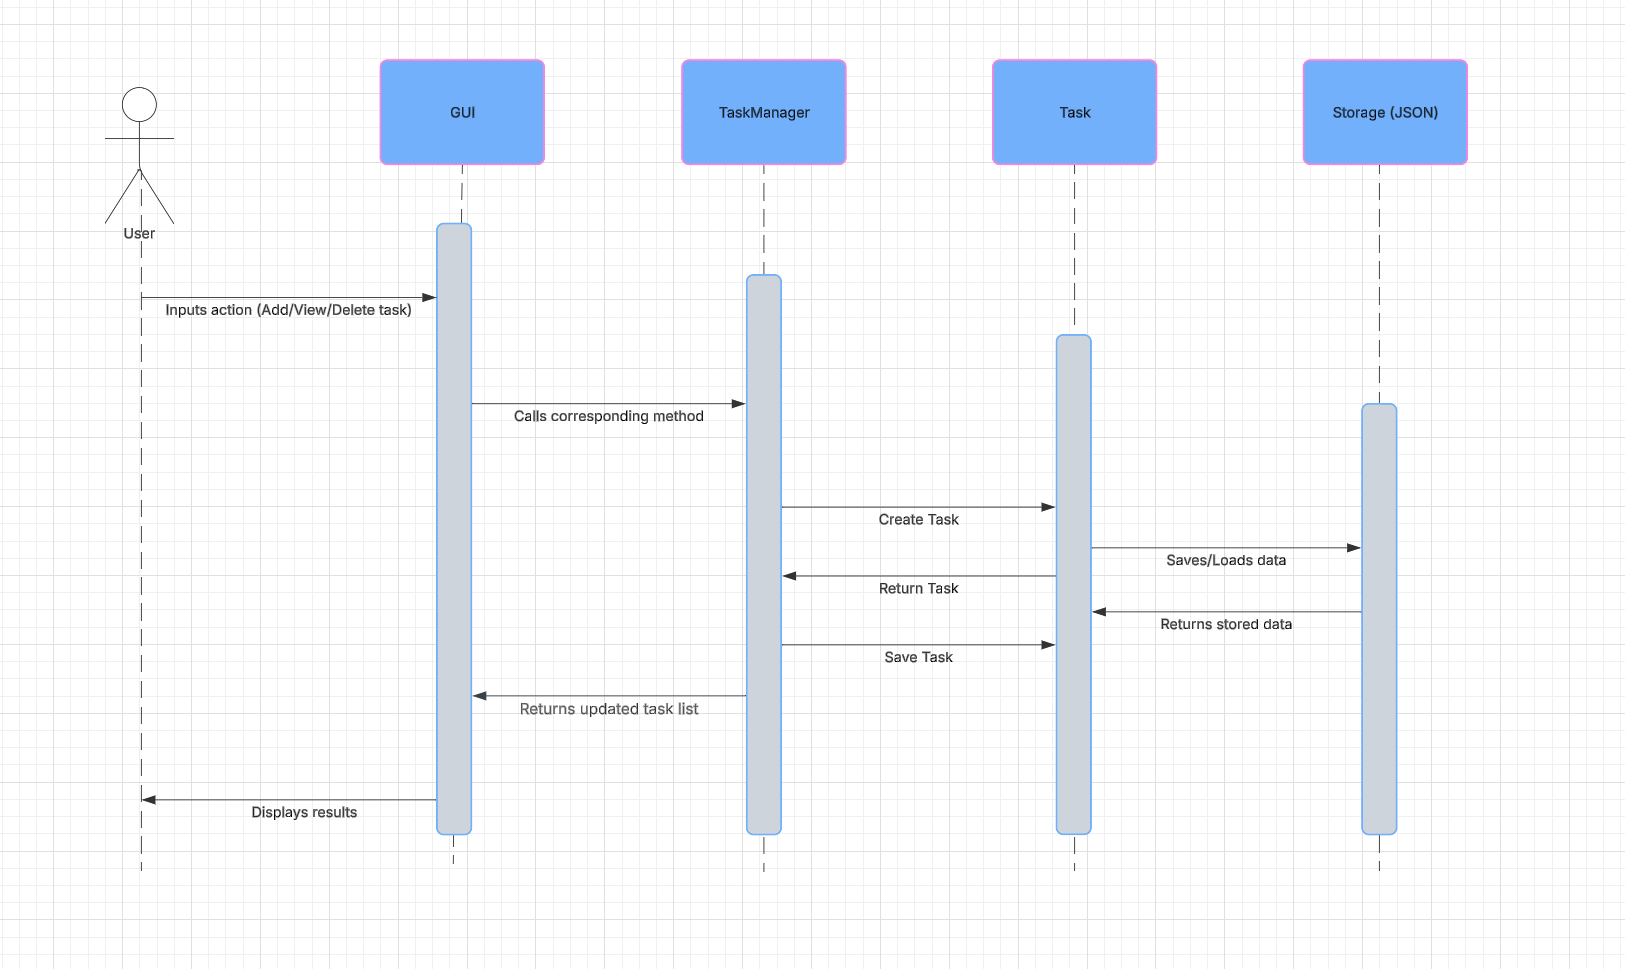 GUI
TaskManager
Task
Storage (JSON)
User
Inputs action (Add/View/Delete task)
Calls corresponding method
Create Task
Saves/Loads data
Return Task
Returns stored data
Save Task
Returns updated task list
Displays results